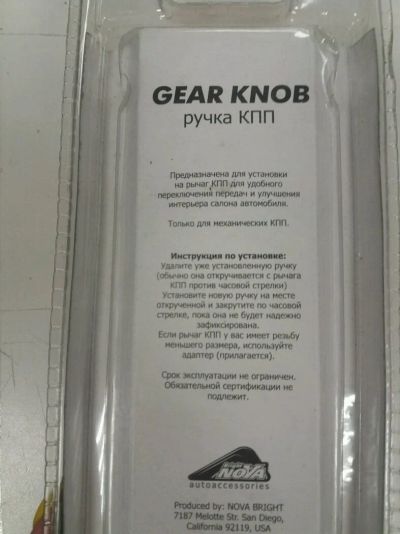 GEAR KNOB
ручка КПП
Предназначена для установки
на рычаг КПП для удобного
переключения передач и улучшения
интерьера салона автомобиля.
Только для механических КПП.
Инструкция по установке:
Удалите уже установленную ручку
(обычно она откручивается с рычага
КПП против часовой стрелки)
Установите новую ручку на месте
открученной и закрутите по часовой
стрелке, пока она не будет надежно
зафиксирована.
Если рычаг КПП у вас имеет резьбу
меньшего размера, используйте
адаптер (прилагается).
Срок эксплуатации не ограничен.
Обязательной сертификации не
подлежит.
NOVA
autoaccessories
Produced by: NOVA BRIGHT
7187 Melotte Str. San Diego,
California 92119, USA